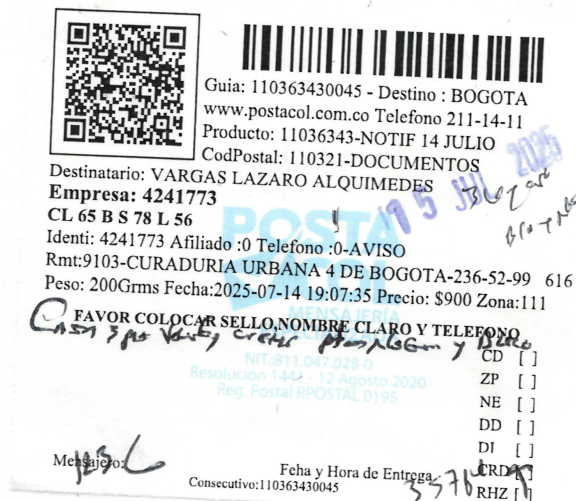 Guia: 110363430045 - Destino : BOGOTA
www.postacol.com.co Telefono 211-14-11
Producto: 11036343-NOTIF 14 JULIO
CodPostal: 110321-DOCUMENTOS
Destinatario: VARGAS LAZARO ALQUIMEDES
15 JUL 2025
Empresa: 4241773
CL 65 B S 78 L 56
Identi: 4241773 Afiliado :0 Telefono :0-AVISO
Rmt:9103-CURADURIA URBANA 4 DE BOGOTA-236-52-99 616
Peso: 200Grms Fecha:2025-07-14 19:07:35 Precio: $900 Zona:111
POSTACOL
MENSAJERÍA
FAVOR COLOCAR SELLO,NOMBRE CLARO Y TELEFONO
Casa 3 y
NIT:811.047.028-0
Resolución 1441 - 12 Agosto 2020
Reg. Postal RPOSTAL 0195
CD [ ]
ZP [ ]
NE [ ]
DD [ ]
DI [ ]
CRD [ ]
RHZ [ ]
Mensajero:
Feha y Hora de Entrega
Consecutivo:110363430045